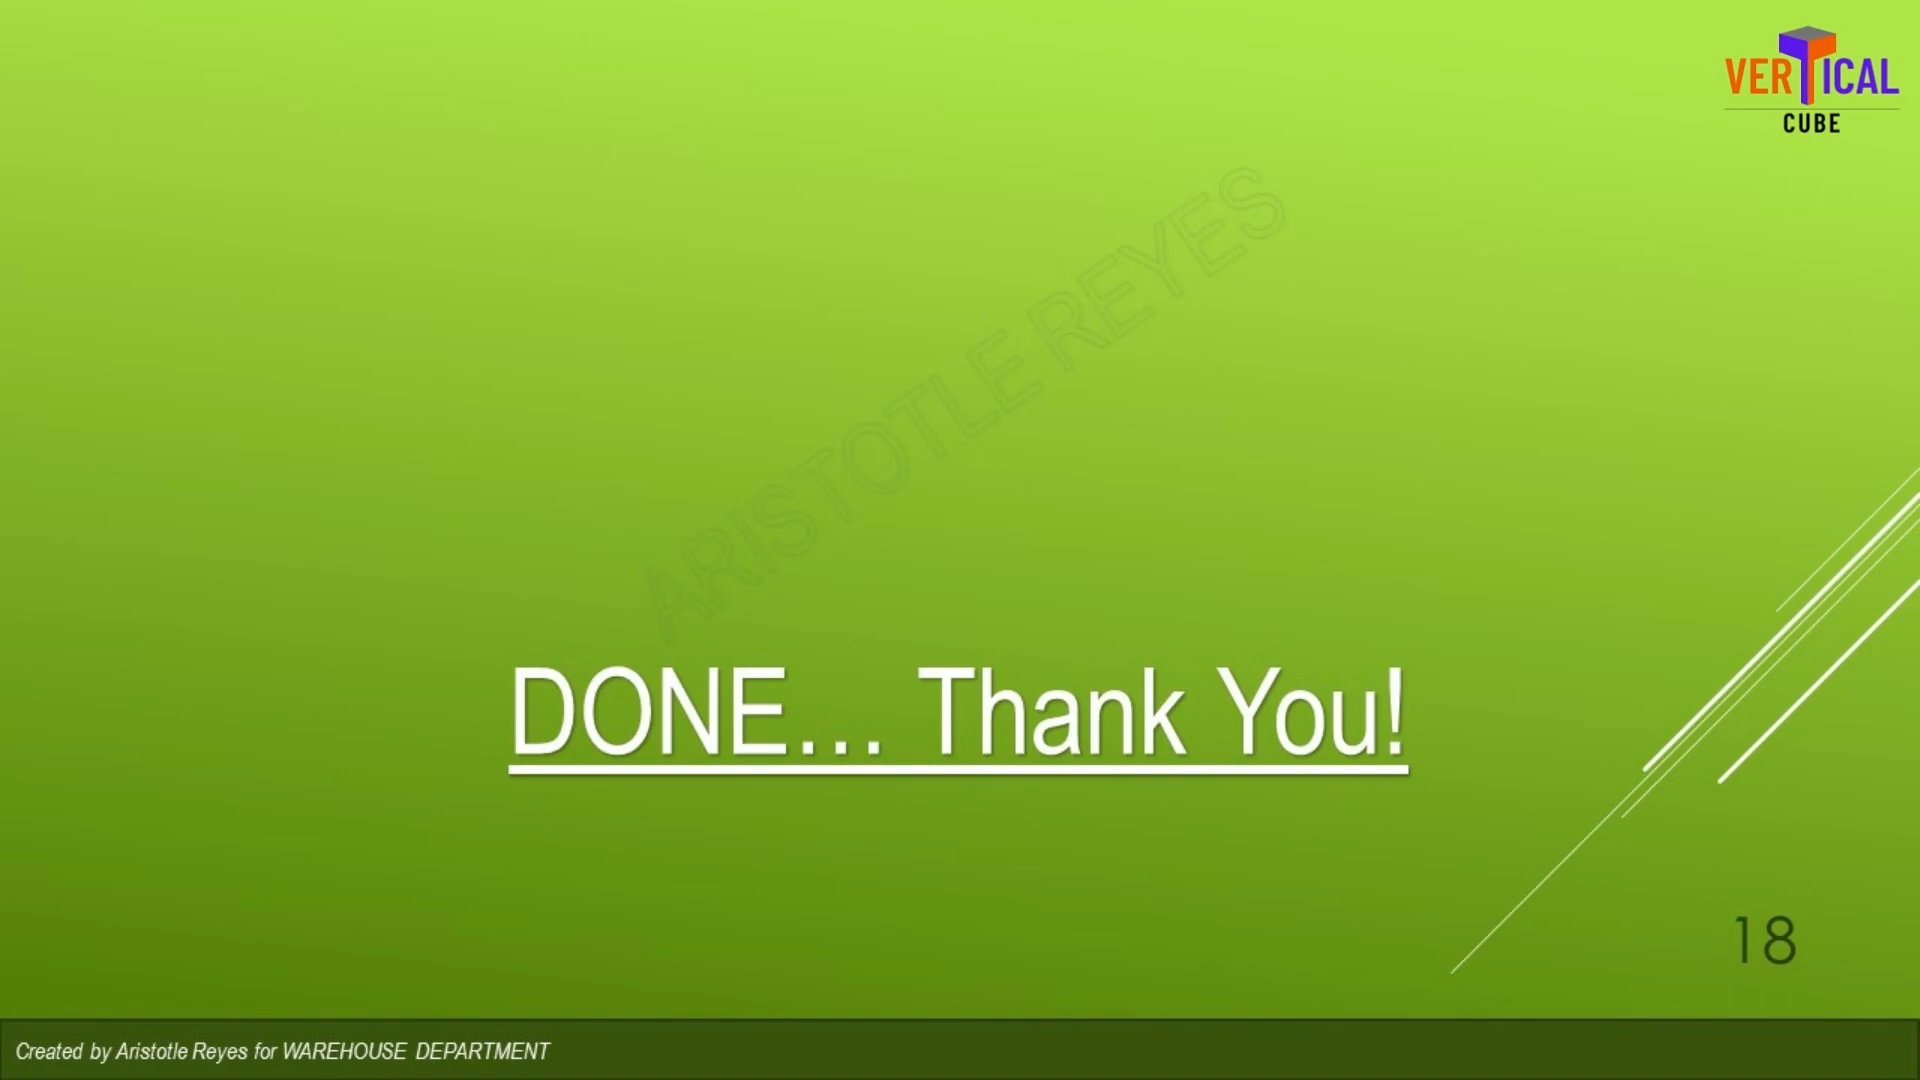 VERTICAL
CUBE
ARISTOTLE REYES
DONE... Thank You!
18
Created by Aristotle Reyes for WAREHOUSE DEPARTMENT